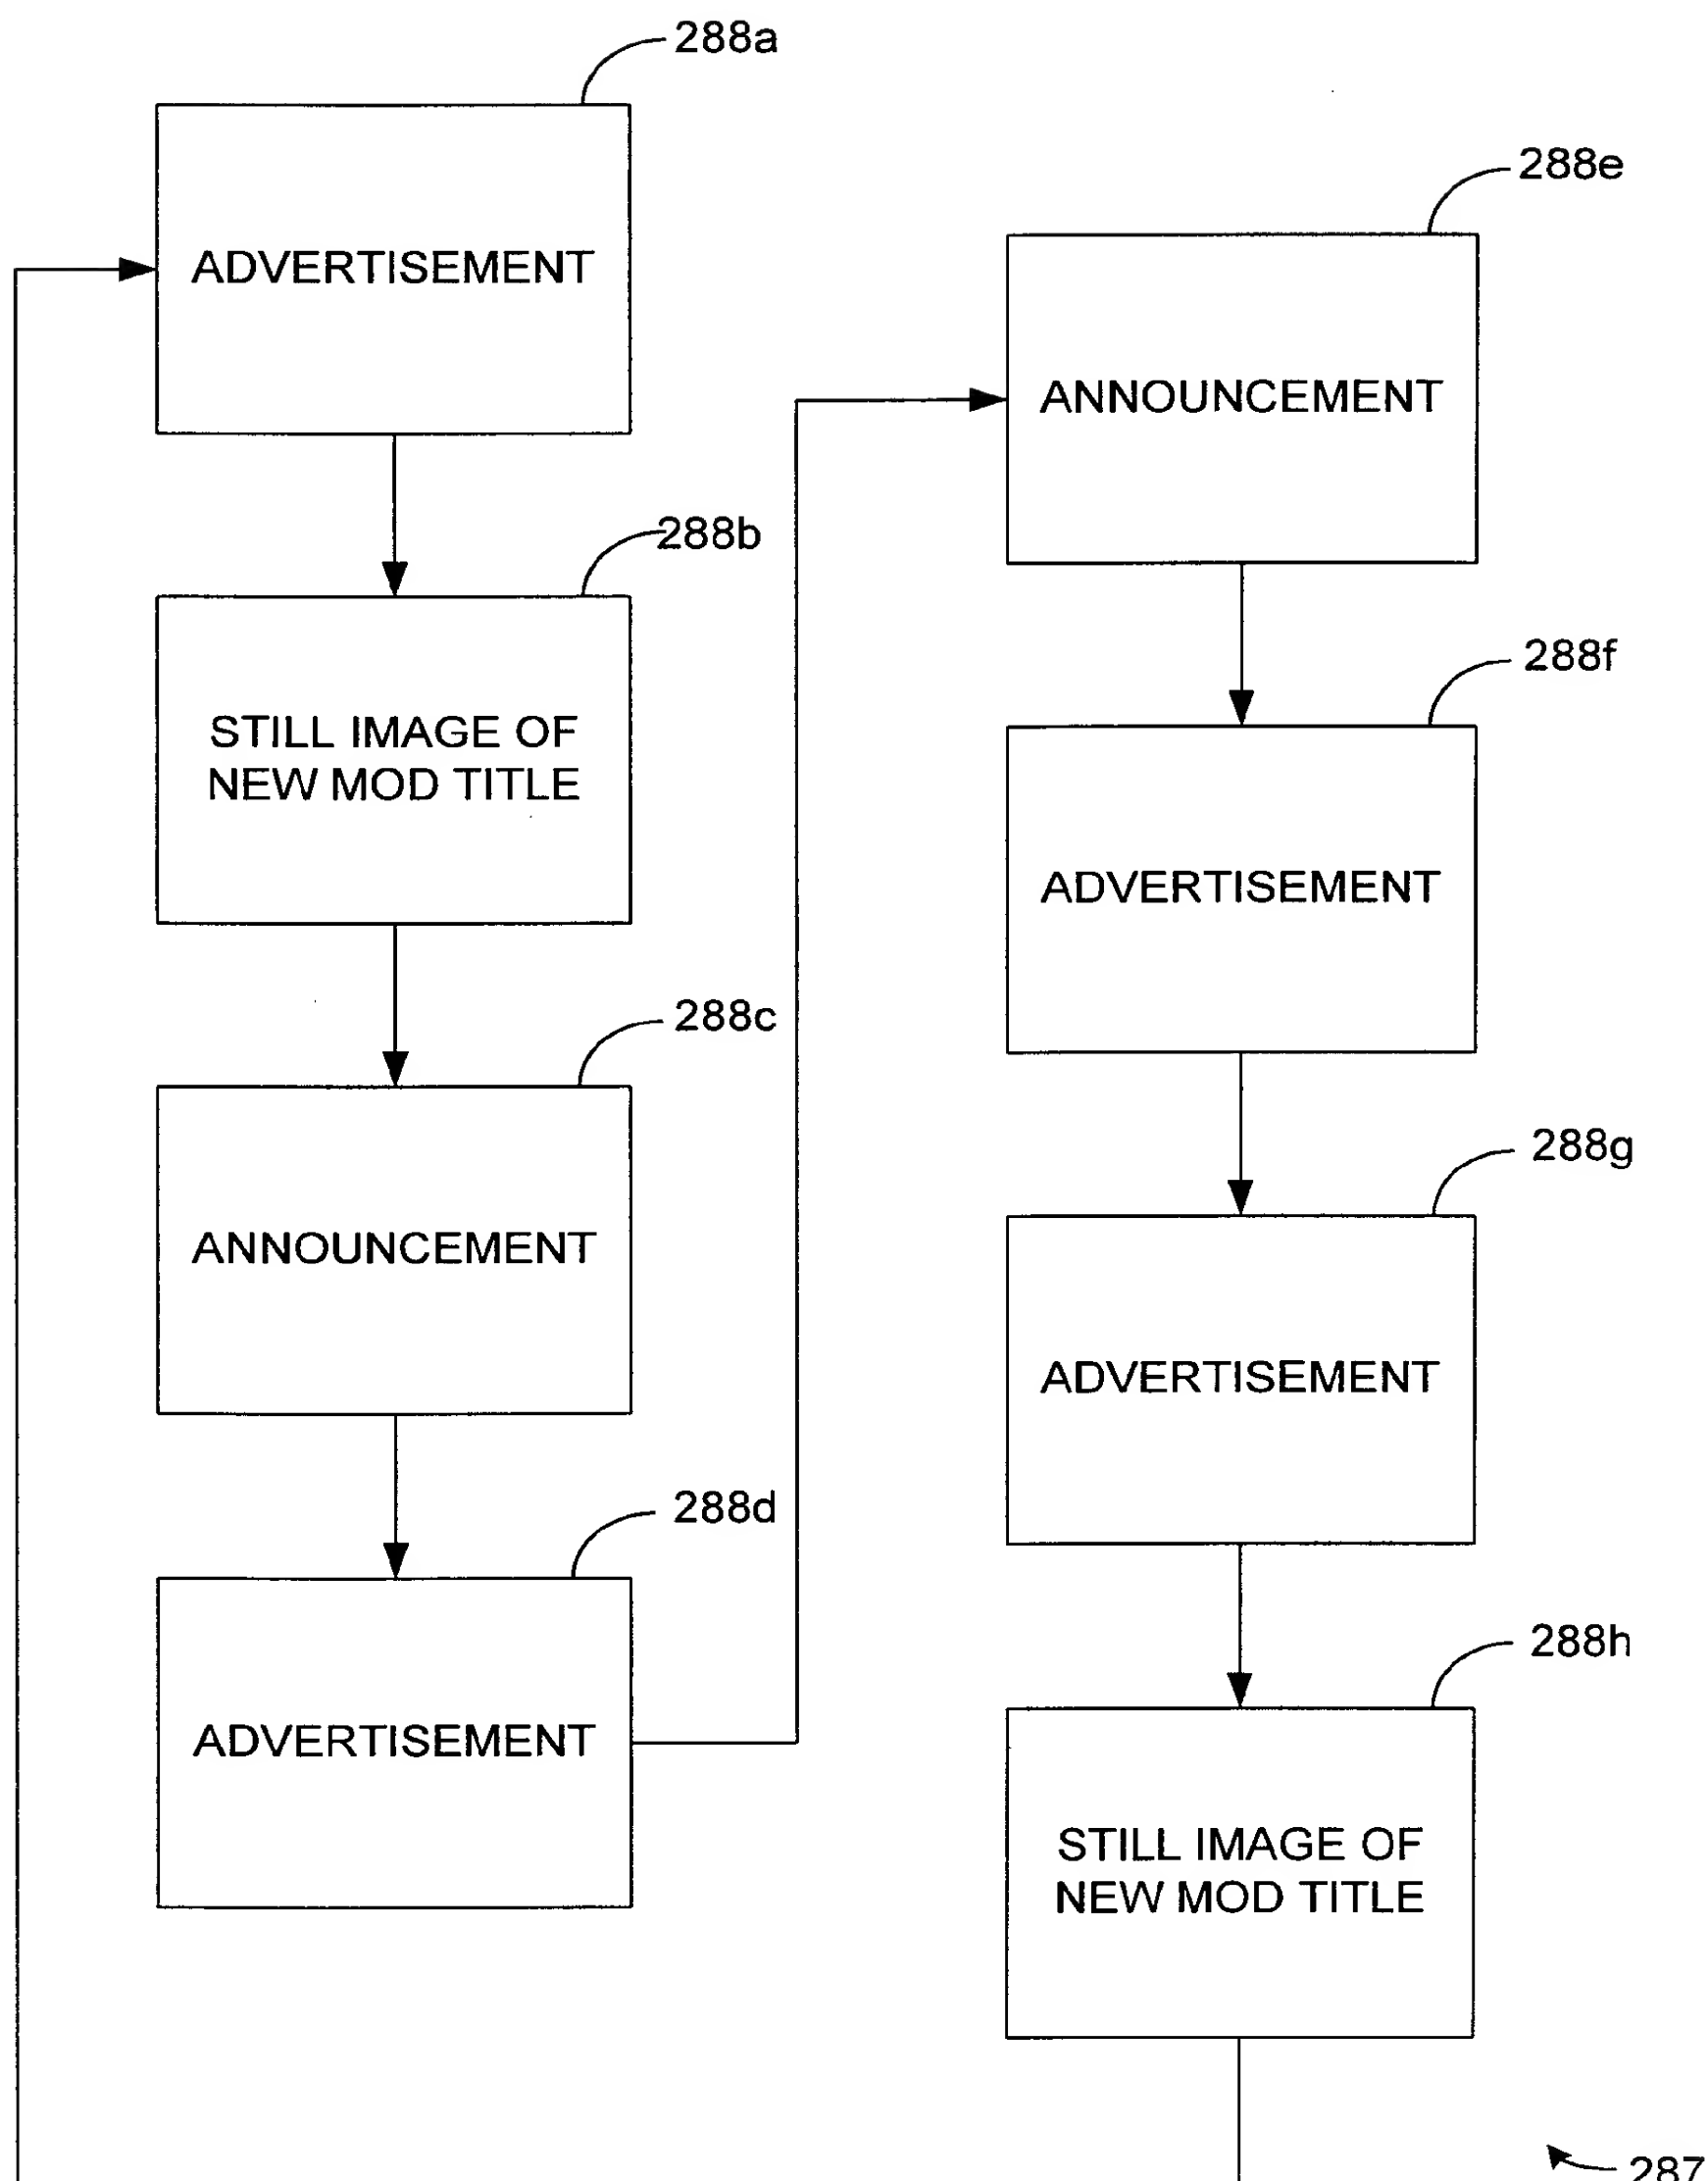 288a
ADVERTISEMENT
288b
STILL IMAGE OF
NEW MOD TITLE
288c
ANNOUNCEMENT
288d
ADVERTISEMENT
288e
ANNOUNCEMENT
288f
ADVERTISEMENT
288g
ADVERTISEMENT
288h
STILL IMAGE OF
NEW MOD TITLE
287